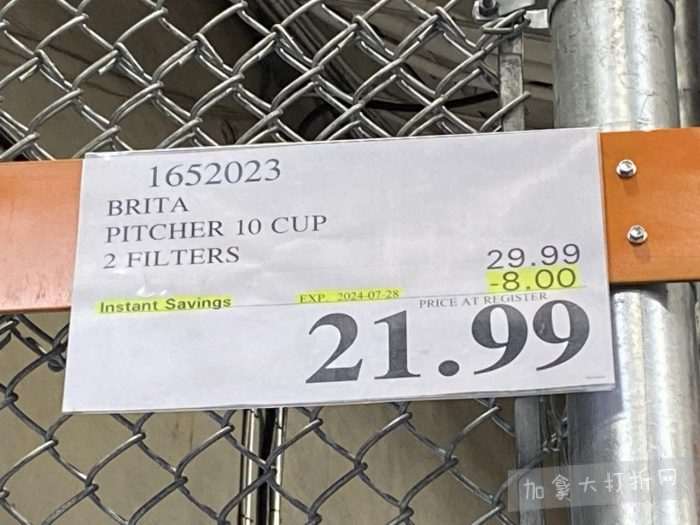 1652023
BRITA
PITCHER 10 CUP
2 FILTERS
29.99
-8.00
Instant Savings EXP. 2024-07-28 PRICE AT REGISTER
21.99
加拿大打折网